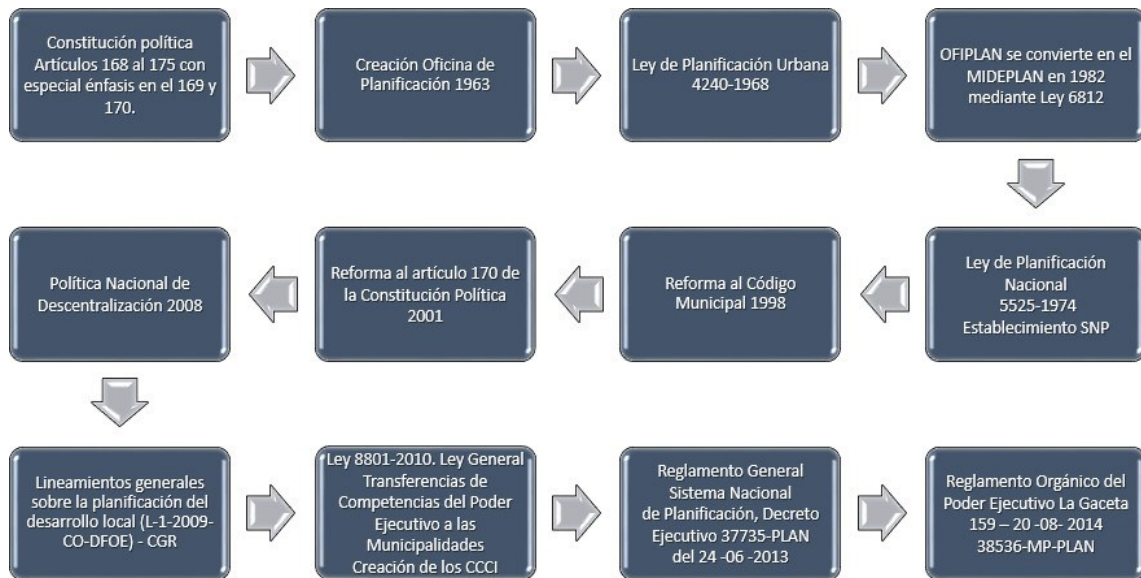 Constitución política
Artículos 168 al 175 con
especial énfasis en el 169 y
170.
Creación Oficina de
Planificación 1963
Ley de Planificación Urbana
4240-1968
OFIPLAN se convierte en el
MIDEPLAN en 1982
mediante Ley 6812
Ley de Planificación
Nacional
5525-1974
Establecimiento SNP
Reforma al Código
Municipal 1998
Reforma al artículo 170 de
la Constitución Política
2001
Política Nacional de
Descentralización 2008
Lineamientos generales
sobre la planificación del
desarrollo local (L-1-2009-
CO-DFOE) - CGR
Ley 8801-2010. Ley General
Transferencias de
Competencias del Poder
Ejecutivo a las
Municipalidades
Creación de los CCCI
Reglamento General
Sistema Nacional
de Planificación, Decreto
Ejecutivo 37735-PLAN
del 24 -06 -2013
Reglamento Orgánico del
Poder Ejecutivo La Gaceta
159 – 20 -08- 2014
38536-MP-PLAN